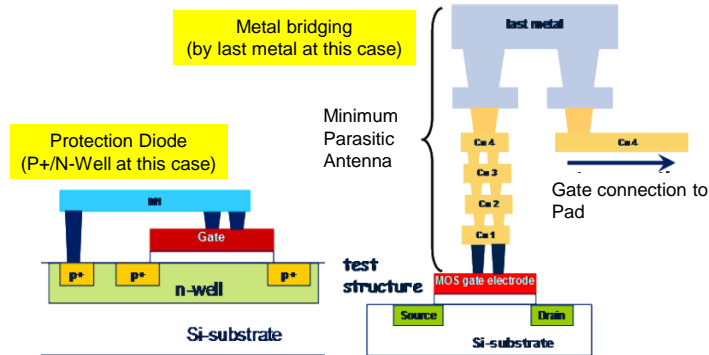 Metal bridging
(by last metal at this case)
last metal
Minimum
Parasitic
Antenna
Protection Diode
(P+/N-Well at this case)
Cu 4
Cu 4
Cu 3
Gate connection to
Pad
M1
Cu 2
Gate
Cu 1
p+
p+
p+
n-well
test
structure
MOS gate electrode
Source
Drain
Si-substrate
Si-substrate